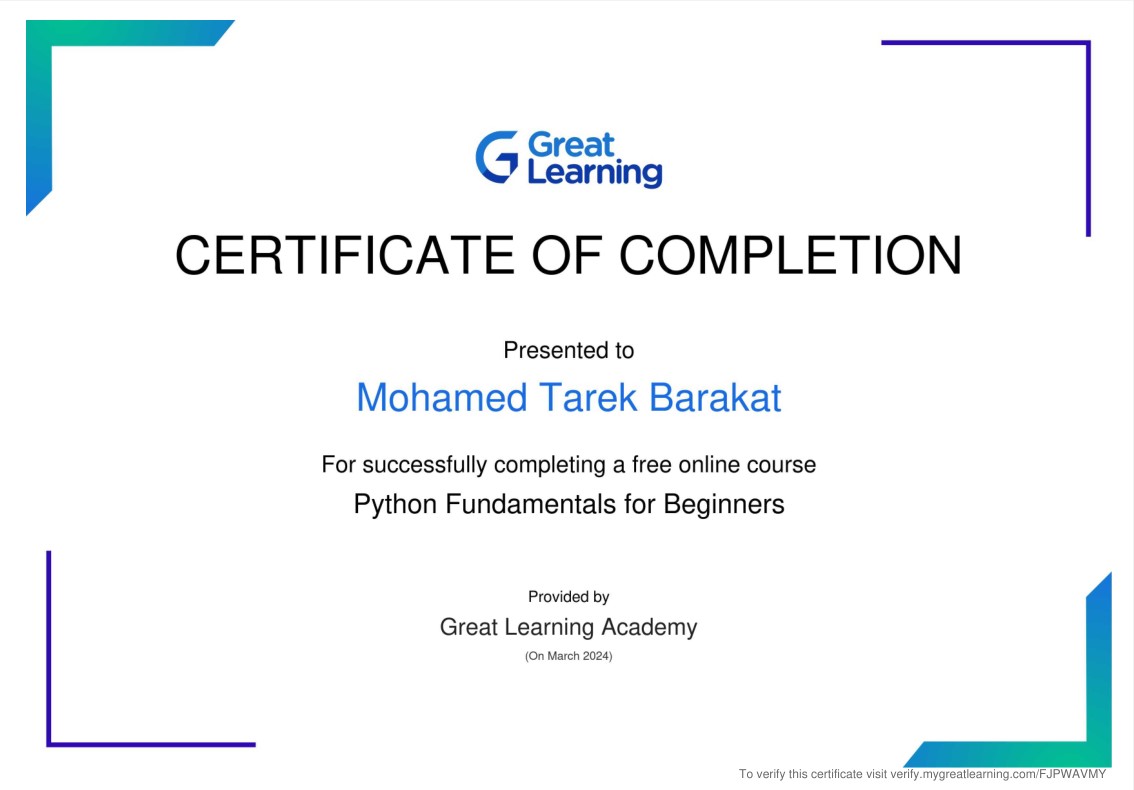 Great
Learning
CERTIFICATE OF COMPLETION
Presented to
Mohamed Tarek Barakat
For successfully completing a free online course
Python Fundamentals for Beginners
Provided by
Great Learning Academy
(On March 2024)
To verify this certificate visit verify.mygreatlearning.com/FJPWAVMY